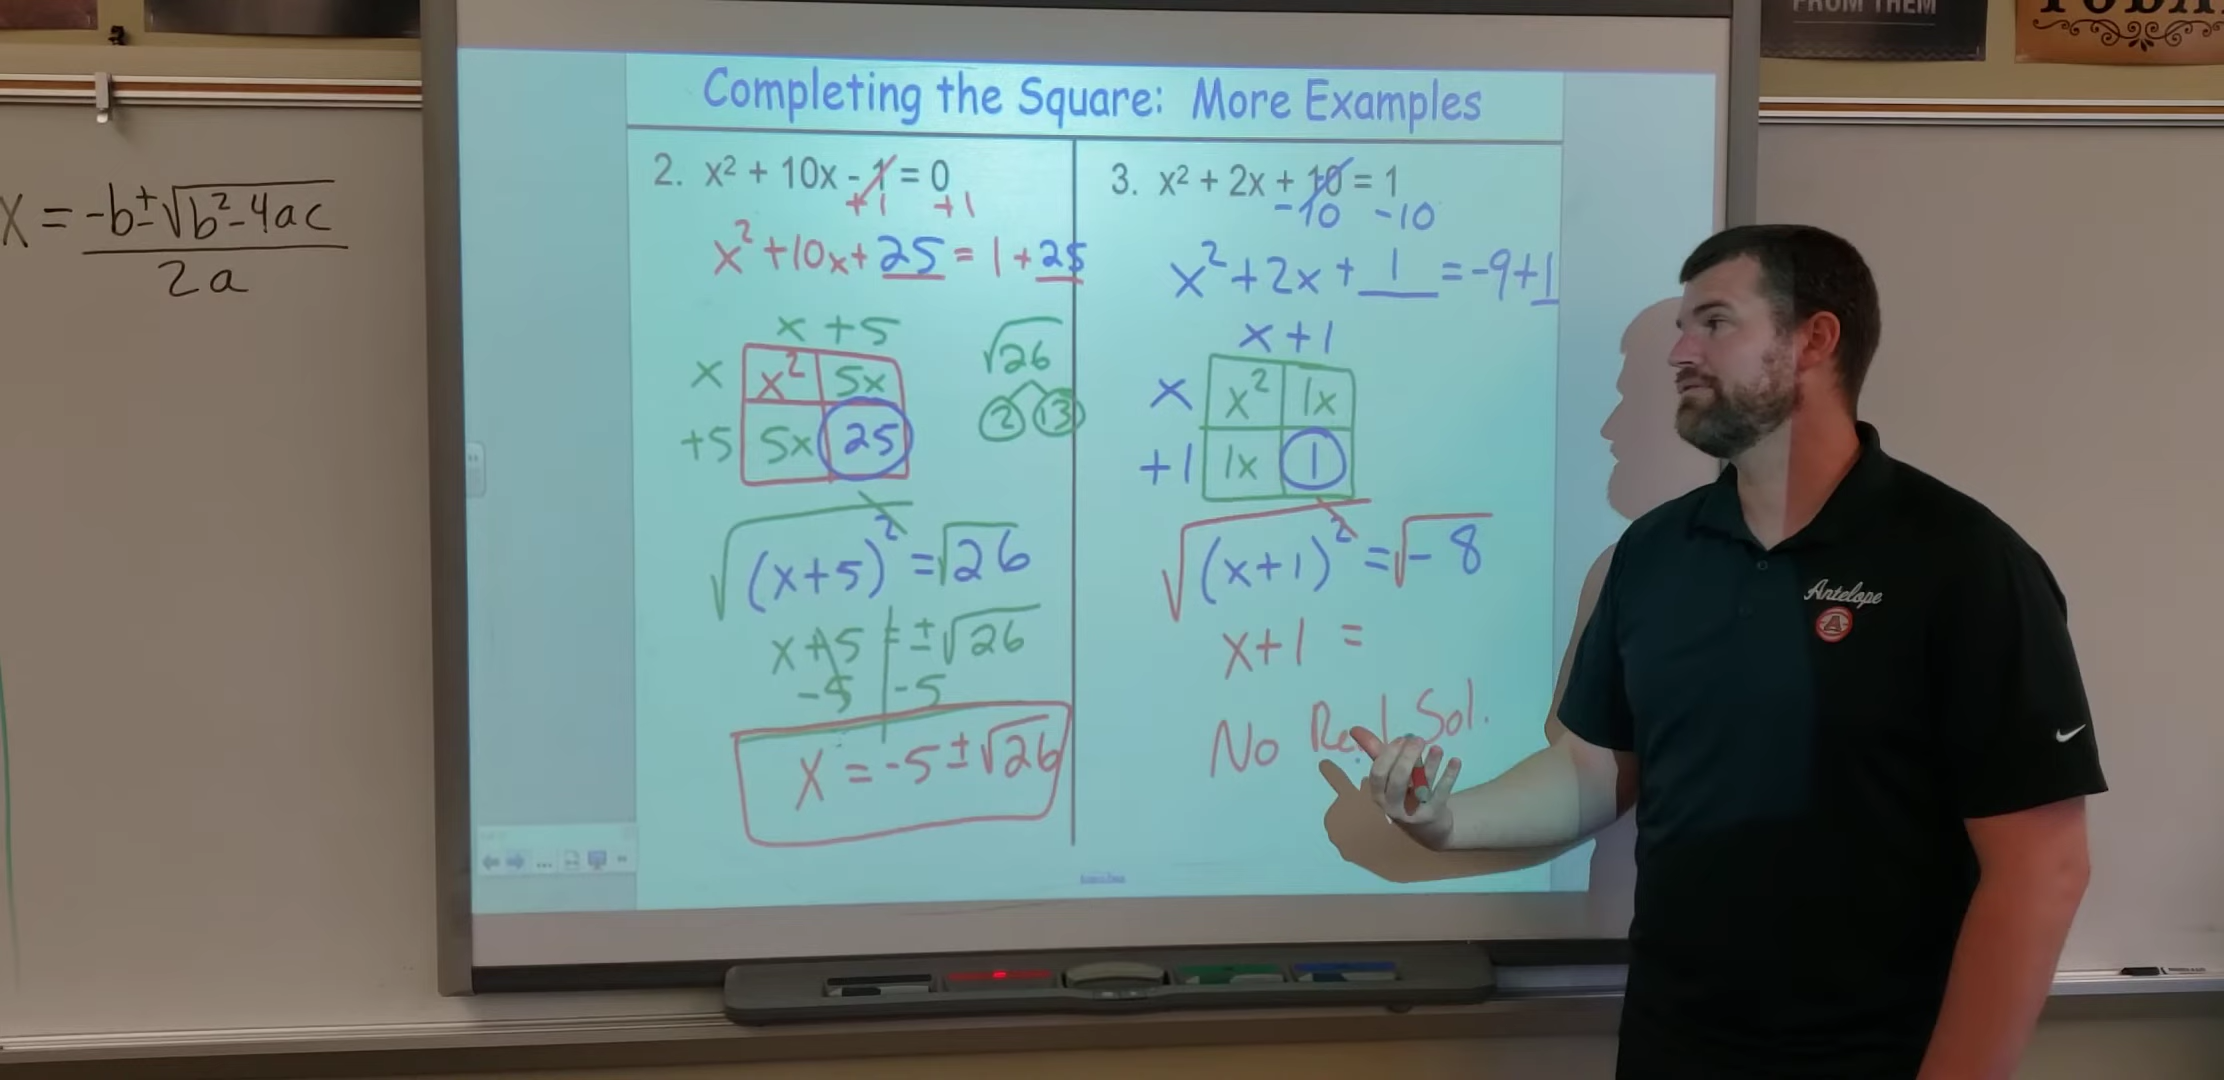 FROM THEM
X = -b±√b²-4ac
2a
Completing the Square: More Examples
2. x² + 10x - 1 = 0
+1 +1
x²+10x+25 = 1+25
x +5
x x² 5x
+5 5x 25
√26
2 13
√(x+5)² = √26
x+5 = ±√26
-5 -5
X = -5±√26
3. x² + 2x + 10 = 1
-10 -10
x²+2x+1=-9+1
x+1
x x² 1x
+1 1x 1
√(x+1)² = √-8
x+1 =
No Real Sol.
Antelope
A